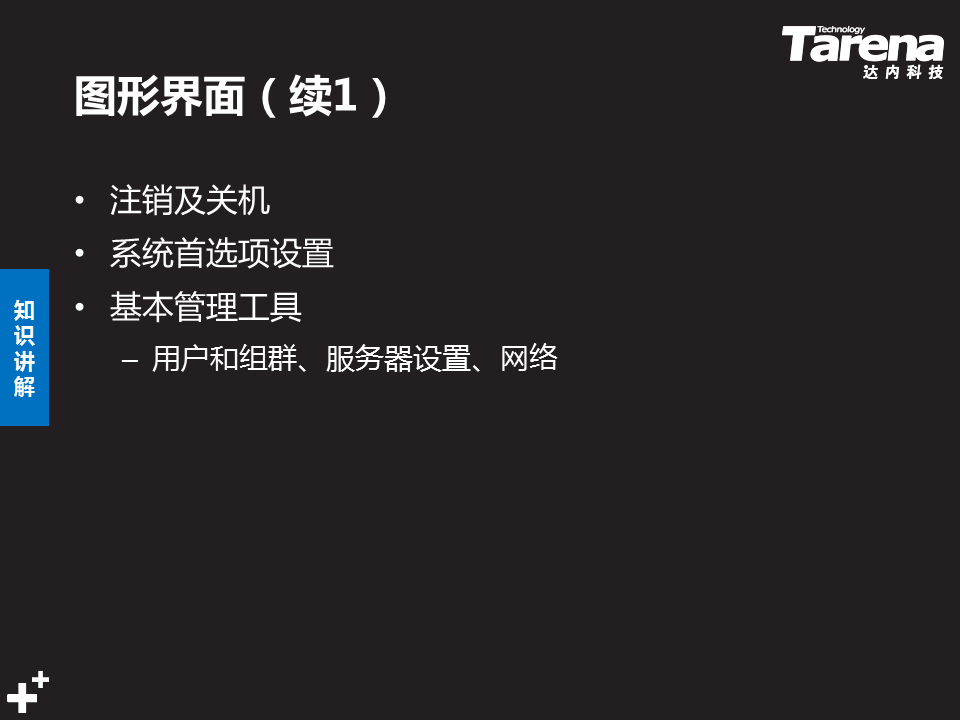 Technology
Tarena
达内科技
图形界面（续1）
• 注销及关机
• 系统首选项设置
• 基本管理工具
– 用户和组群、服务器设置、网络
知识讲解